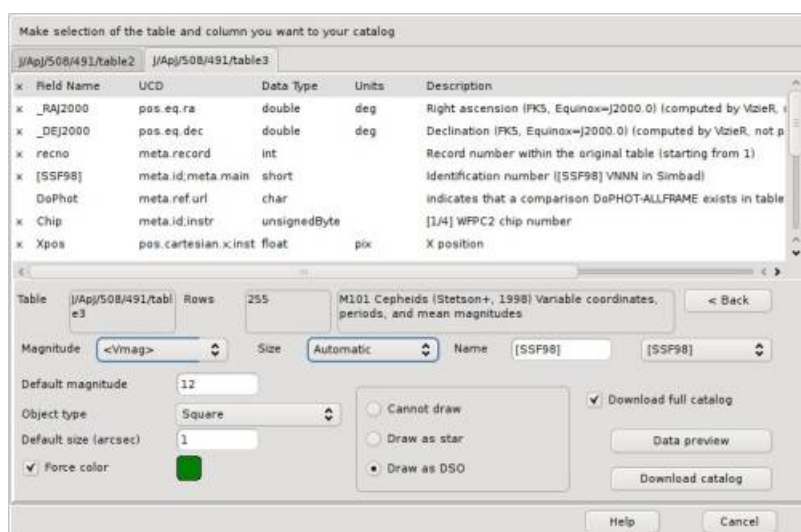 Make selection of the table and column you want to your catalog
J/ApJ/508/491/table2 J/ApJ/508/491/table3
x Field Name UCD Data Type Units Description
x _RAJ2000 pos.eq.ra double deg Right ascension (FK5, Equinox=J2000.0) (computed by VizieR,
x _DEJ2000 pos.eq.dec double deg Declination (FK5, Equinox=J2000.0) (computed by VizieR, not p
x recno meta.record int Record number within the original table (starting from 1)
x [SSF98] meta.id;meta.main short Identification number ([SSF98] VNNN in Simbad)
DoPhot meta.ref.url char indicates that a comparison DoPHOT-ALLFRAME exists in table
x Chip meta.id;instr unsignedByte [1/4] WFPC2 chip number
x Xpos pos.cartesian.x;inst float pix X position
Table J/ApJ/508/491/tabl Rows 255 M101 Cepheids (Stetson+, 1998) Variable coordinates, < Back
e3 periods, and mean magnitudes
Magnitude <Vmag> Size Automatic Name [SSF98] [SSF98]
Default magnitude 12
Object type Square
Default size (arcsec) 1
Force color
Cannot draw
Draw as star
Draw as DSO
Download full catalog
Data preview
Download catalog
Help Cancel